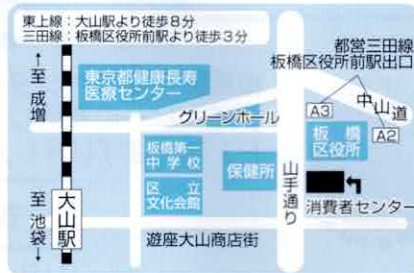 東上線：大山駅より徒歩８分
三田線：板橋区役所前駅より徒歩３分
都営三田線
板橋区役所前駅出口
↑至 成増
東京都健康長寿
医療センター
中山道
A3
A2
グリーンホール
板橋
区役所
板橋第一
中学校
保健所
山手通り
区立
文化会館
消費者センター
大山駅
至 池袋↓
遊座大山商店街